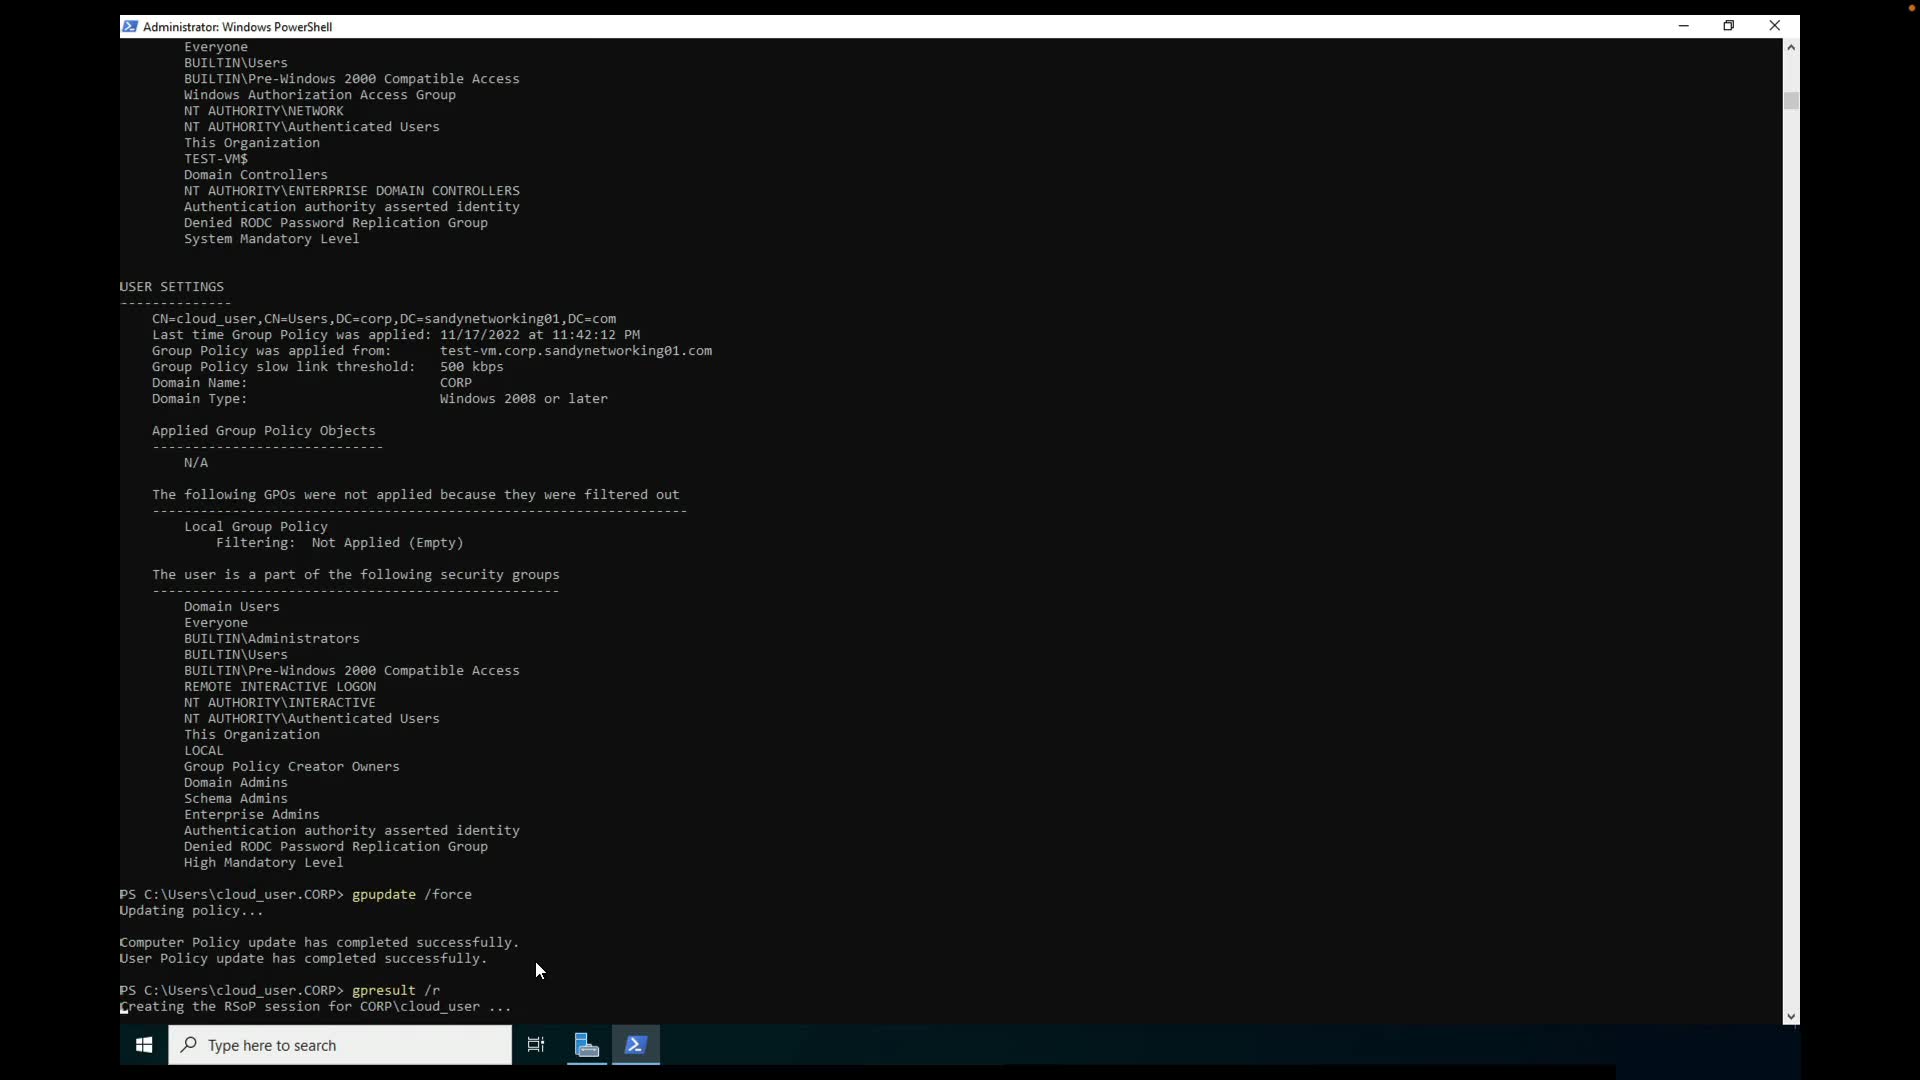 Administrator: Windows PowerShell
Everyone
BUILTIN\Users
BUILTIN\Pre-Windows 2000 Compatible Access
Windows Authorization Access Group
NT AUTHORITY\NETWORK
NT AUTHORITY\Authenticated Users
This Organization
TEST-VM$
Domain Controllers
NT AUTHORITY\ENTERPRISE DOMAIN CONTROLLERS
Authentication authority asserted identity
Denied RODC Password Replication Group
System Mandatory Level
USER SETTINGS
--------------
CN=cloud_user,CN=Users,DC=corp,DC=sandynetworking01,DC=com
Last time Group Policy was applied: 11/17/2022 at 11:42:12 PM
Group Policy was applied from: test-vm.corp.sandynetworking01.com
Group Policy slow link threshold: 500 kbps
Domain Name: CORP
Domain Type: Windows 2008 or later
Applied Group Policy Objects
-----------------------------
N/A
The following GPOs were not applied because they were filtered out
-------------------------------------------------------------------
Local Group Policy
Filtering: Not Applied (Empty)
The user is a part of the following security groups
---------------------------------------------------
Domain Users
Everyone
BUILTIN\Administrators
BUILTIN\Users
BUILTIN\Pre-Windows 2000 Compatible Access
REMOTE INTERACTIVE LOGON
NT AUTHORITY\INTERACTIVE
NT AUTHORITY\Authenticated Users
This Organization
LOCAL
Group Policy Creator Owners
Domain Admins
Schema Admins
Enterprise Admins
Authentication authority asserted identity
Denied RODC Password Replication Group
High Mandatory Level
PS C:\Users\cloud_user.CORP> gpupdate /force
Updating policy...
Computer Policy update has completed successfully.
User Policy update has completed successfully.
PS C:\Users\cloud_user.CORP> gpresult /r
Creating the RSoP session for CORP\cloud_user ...
Type here to search